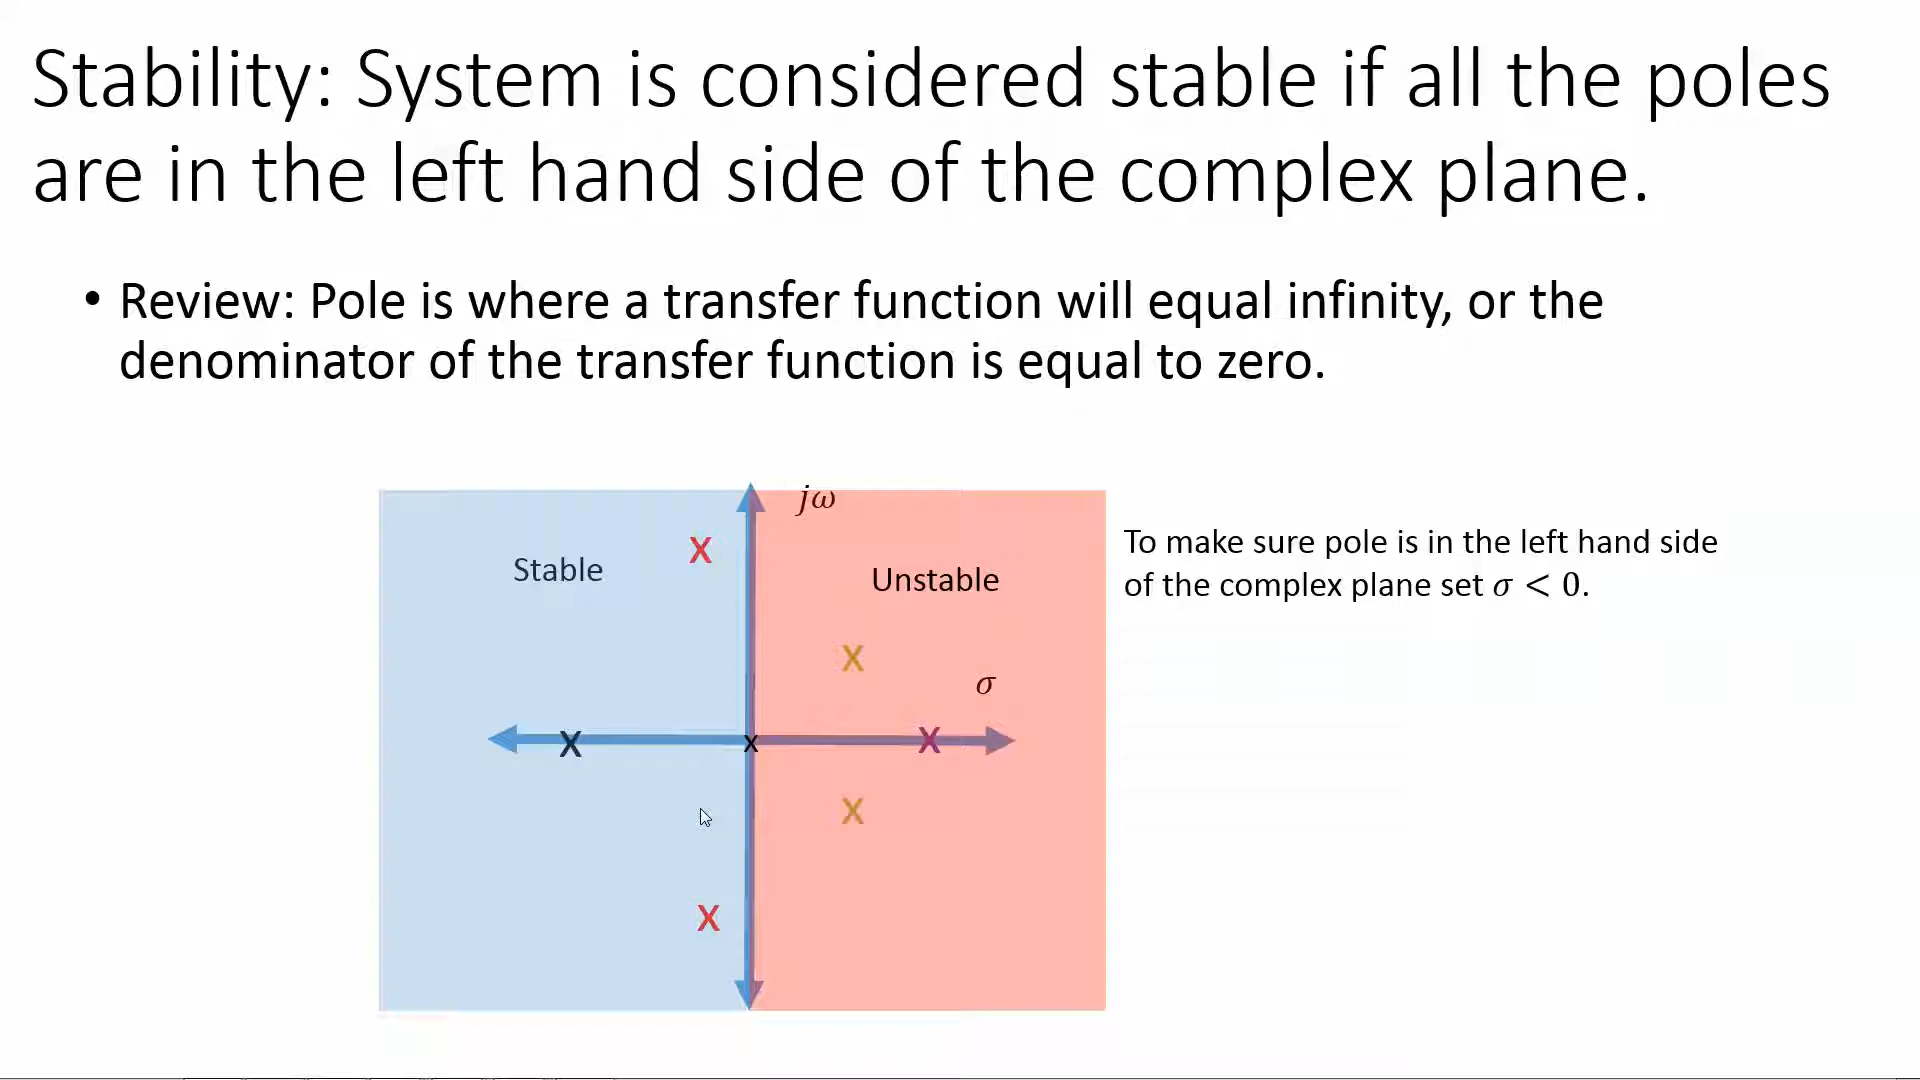 Stability: System is considered stable if all the poles
are in the left hand side of the complex plane.
• Review: Pole is where a transfer function will equal infinity, or the
denominator of the transfer function is equal to zero.
jω
X
Stable
Unstable
To make sure pole is in the left hand side
of the complex plane set σ < 0.
X
σ
X
x
X
X
X